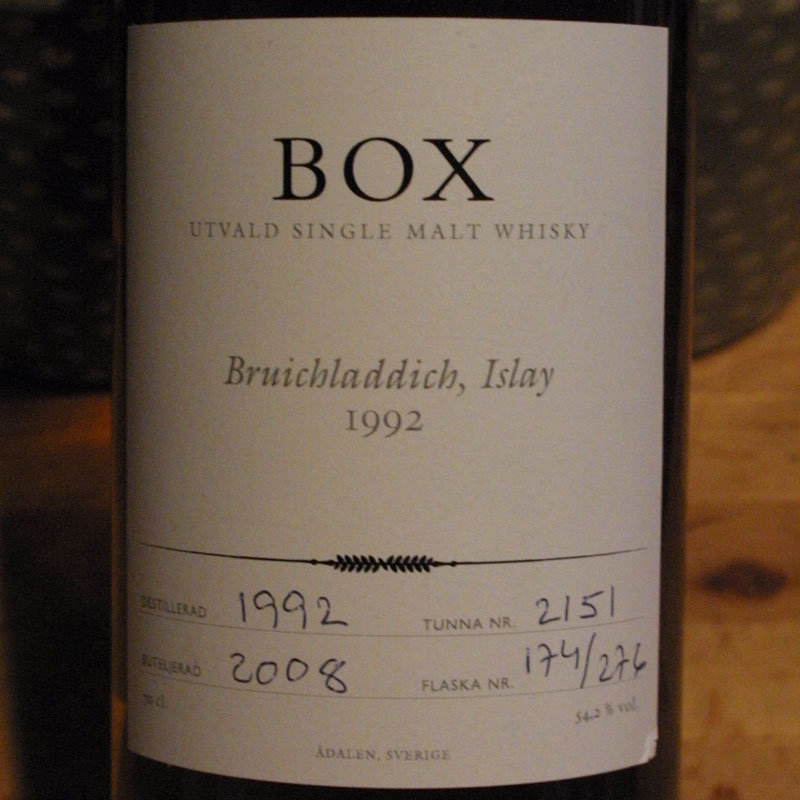 BOX
UTVALD SINGLE MALT WHISKY
Bruichladdich, Islay
1992
DESTILLERAD 1992 TUNNA NR. 2151
BUTELJERAD 2008 FLASKA NR. 174/276
70 cl. 54,2 % vol.
ÅDALEN, SVERIGE